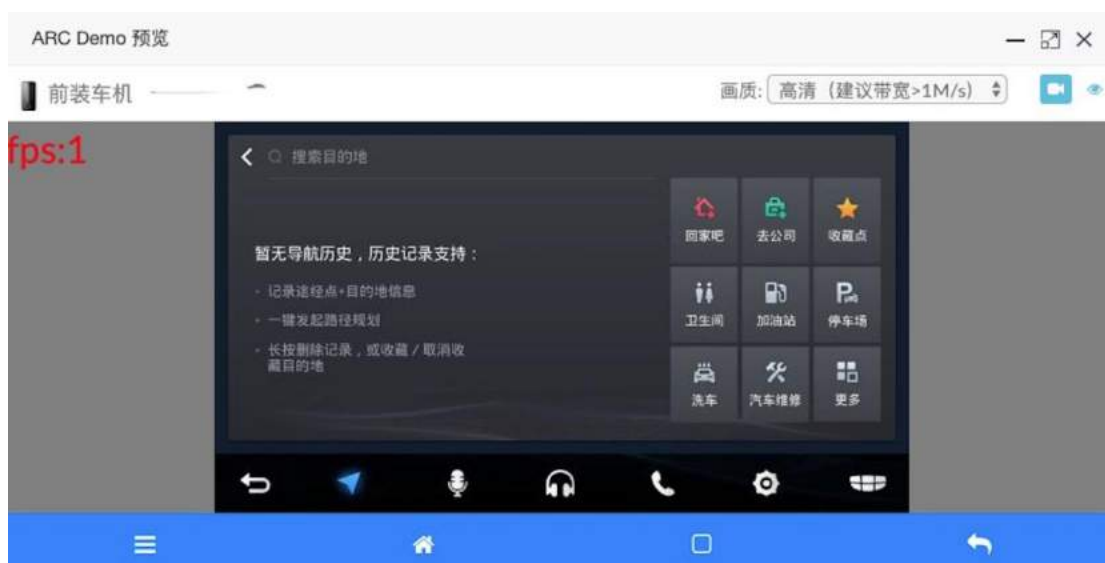 ARC Demo 预览
前装车机
画质: 高清（建议带宽>1M/s）
fps:1
搜索目的地
回家吧 去公司 收藏点
暂无导航历史，历史记录支持：
- 记录途经点+目的地信息
- 一键发起路径规划
- 长按删除记录，或收藏/取消收
藏目的地
卫生间 加油站 停车场
洗车 汽车维修 更多